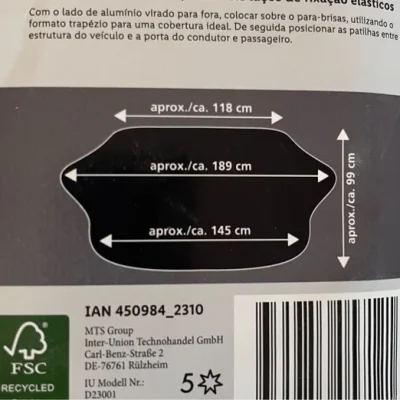 fixação elásticos
Com o lado de alumínio virado para fora, colocar sobre o para-brisas, utilizando o
formato trapézio para uma cobertura ideal. De seguida posicionar as patilhas entre
estrutura do veículo e a porta do condutor e passageiro.
aprox./ca. 118 cm
aprox./ca. 189 cm
aprox./ca. 99 cm
aprox./ca. 145 cm
IAN 450984_2310
MTS Group
Inter-Union Technohandel GmbH
Carl-Benz-Straße 2
DE-76761 Rülzheim
IU Modell Nr.:
D23001
5
FSC
RECYCLED